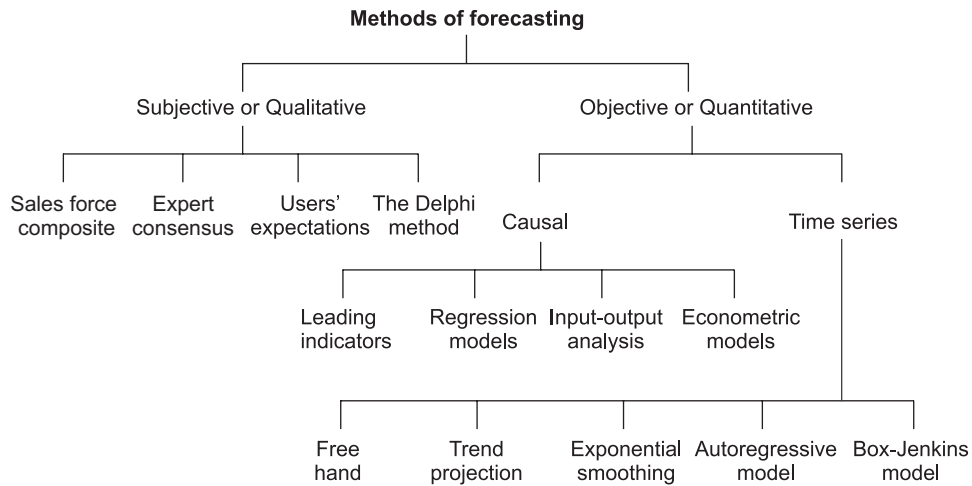 Methods of forecasting
Subjective or Qualitative
Objective or Quantitative
Sales force
composite
Expert
consensus
Users’
expectations
The Delphi
method
Causal
Time series
Leading
indicators
Regression
models
Input-output
analysis
Econometric
models
Free
hand
Trend
projection
Exponential
smoothing
Autoregressive
model
Box-Jenkins
model